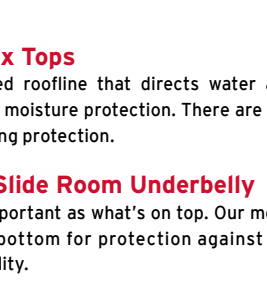 x Tops
ed roofline that directs water
moisture protection. There are
ng protection.
Slide Room Underbelly
portant as what's on top. Our m
bottom for protection against
lity.